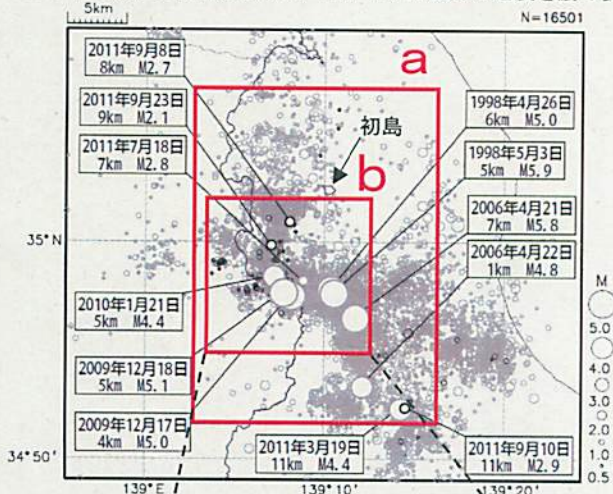 5km
N=16501
2011年9月8日
8km M2.7
2011年9月23日
9km M2.1
2011年7月18日
7km M2.8
a
初島
b
1998年4月26日
6km M5.0
1998年5月3日
5km M5.9
2006年4月21日
7km M5.8
2006年4月22日
1km M4.8
35°N
2010年1月21日
5km M4.4
2009年12月18日
5km M5.1
2009年12月17日
4km M5.0
2011年3月19日
11km M4.4
2011年9月10日
11km M2.9
M
5.0
4.0
3.0
2.0
1.0
0.5
34°50'
139°E
139°10'
139°20'